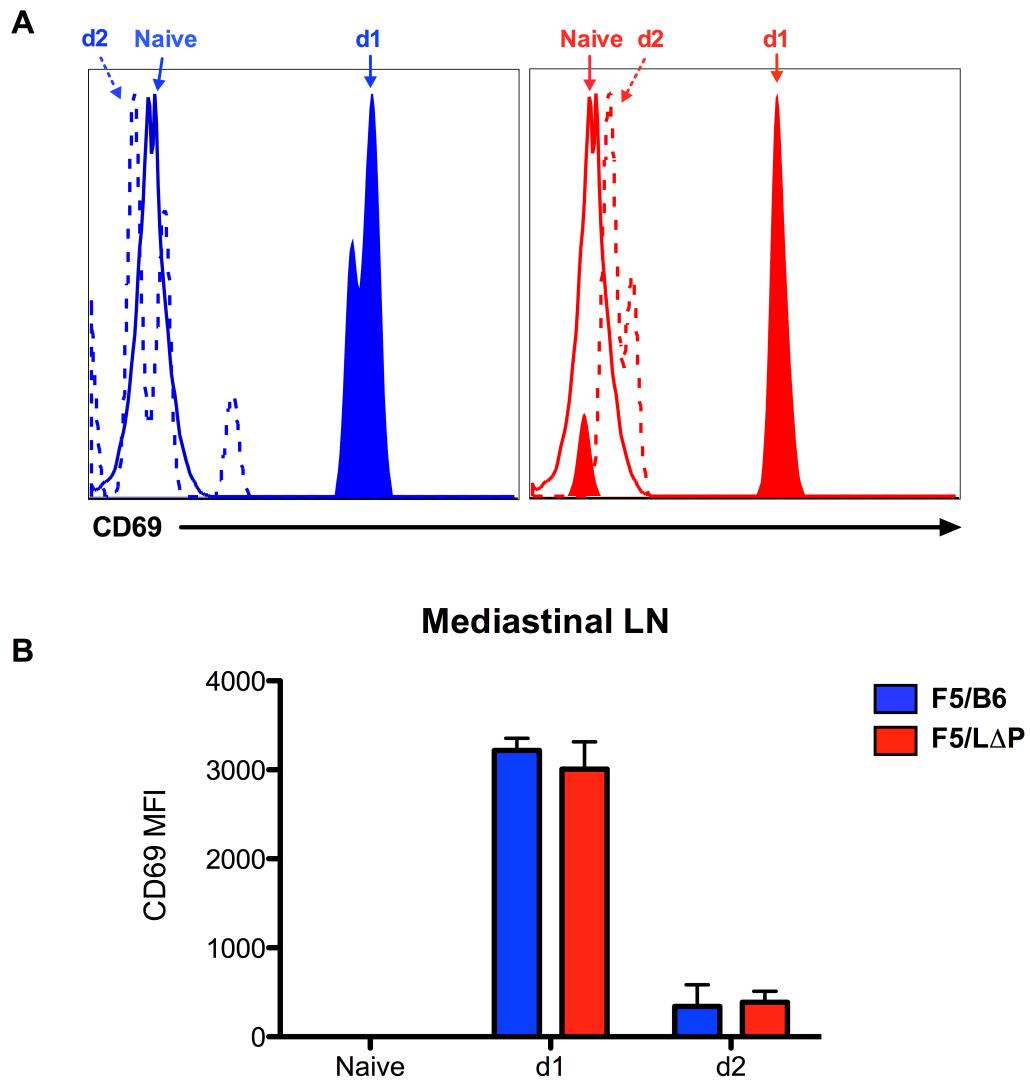 A
d2 Naive d1 Naive d2 d1
CD69
Mediastinal LN
B
4000
3000
2000
1000
0
CD69 MFI
Naive d1 d2
F5/B6
F5/LΔP